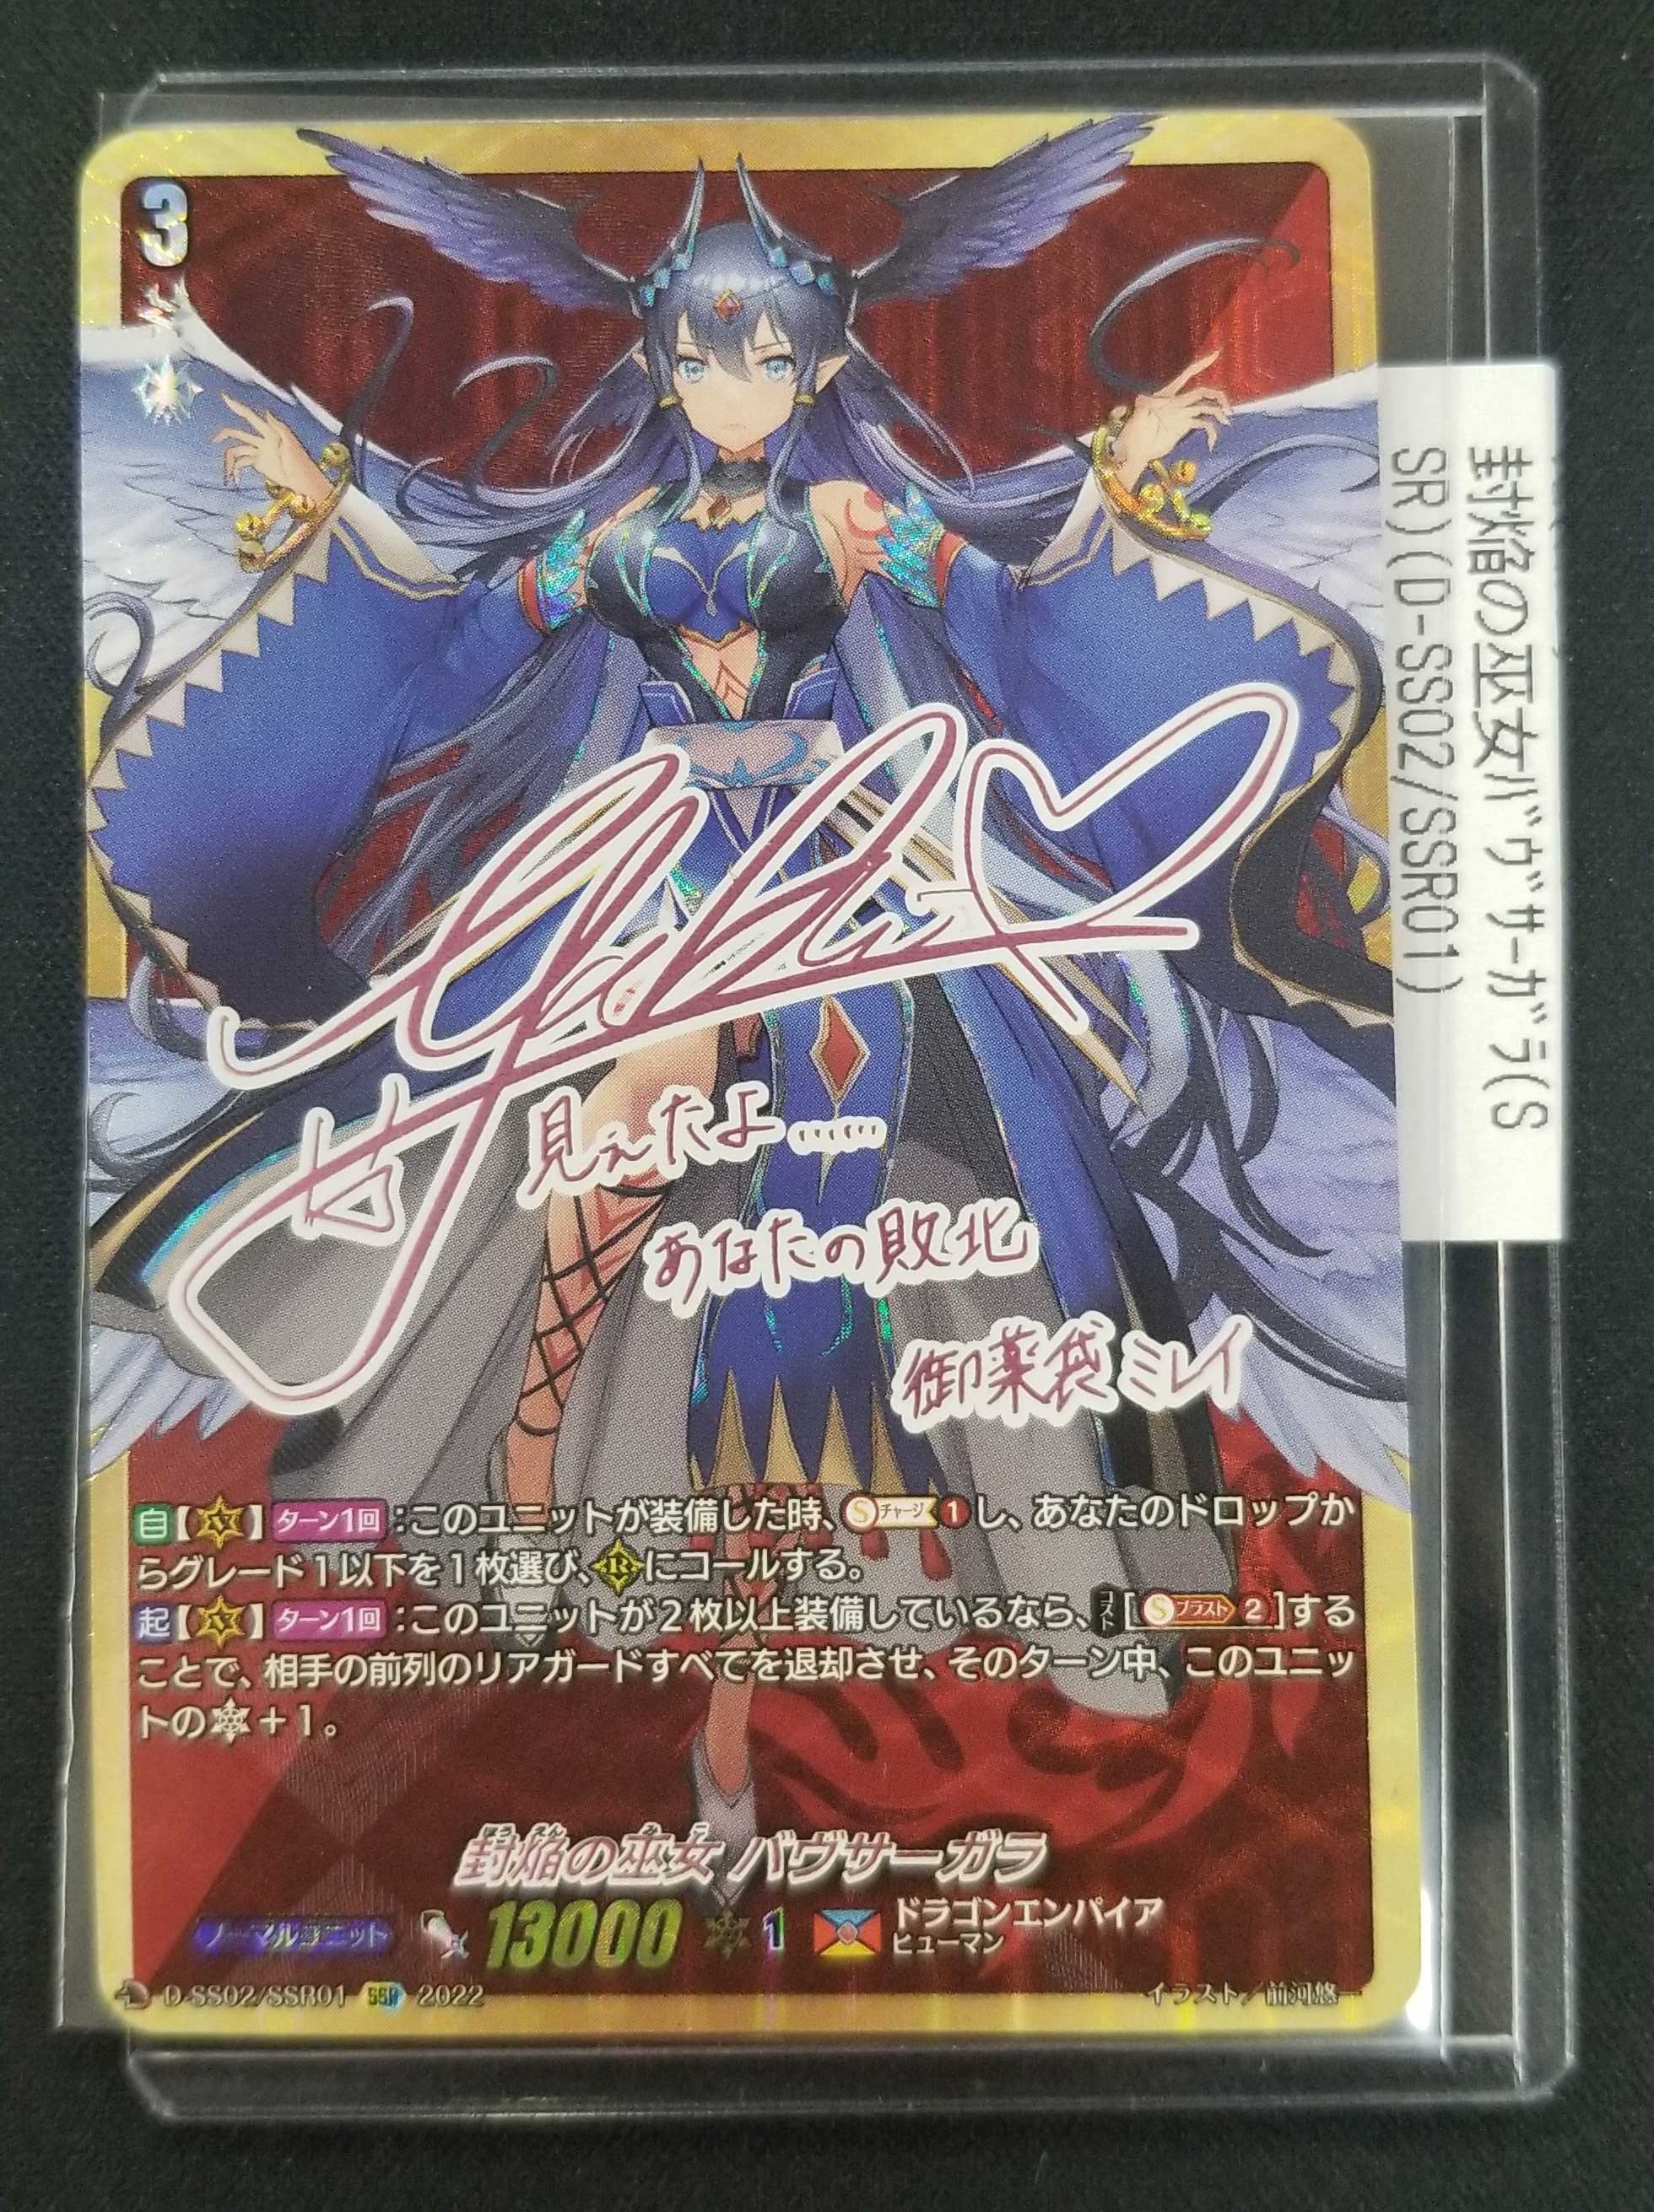 3
見えたよ……
あなたの敗北
御薬袋ミレイ
自【V】ターン1回:このユニットが装備した時、Sチャージ1し、あなたのドロップか
らグレード1以下を1枚選び、Rにコールする。
起【V】ターン1回:このユニットが2枚以上装備しているなら、コスト[Sブラスト2]する
ことで、相手の前列のリアガードすべてを退却させ、そのターン中、このユニッ
トの+1。
封焔の巫女 バヴサーガラ
ノーマルユニット 13000 1 ドラゴンエンパイア
ヒューマン
D-SS02/SSR01 SSR 2022 イラスト/前河悠一
封焔の巫女バヴサーガラ(S
SR)(D-SS02/SSR01)